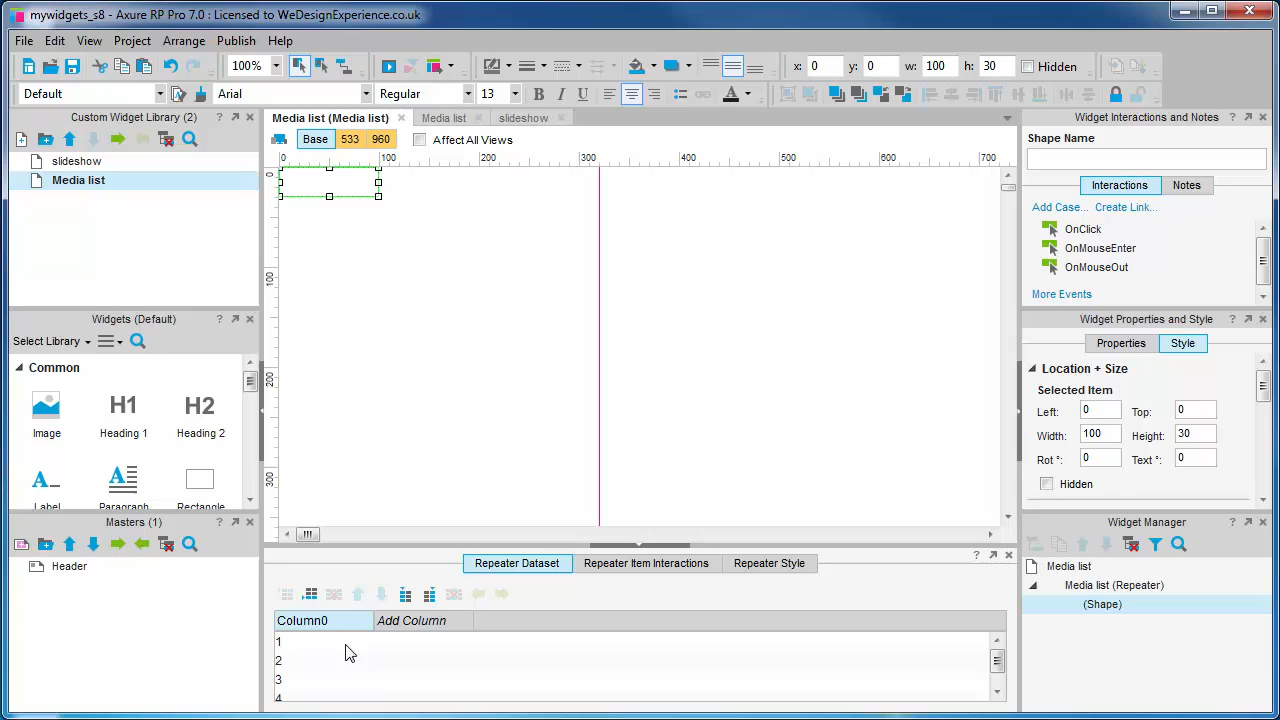 mywidgets_s8 - Axure RP Pro 7.0 : Licensed to WeDesignExperience.co.uk
File Edit View Project Arrange Publish Help
100% x: 0 y: 0 w: 100 h: 30 Hidden
Default Arial Regular 13 B I U A
Custom Widget Library (2)
slideshow
Media list
Widgets (Default)
Select Library
Common
Image Heading 1 Heading 2
H1 H2
Label Paragraph Rectangle
Masters (1)
Header
Media list (Media list) Media list slideshow
Base 533 960 Affect All Views
0 100 200 300 400 500 600 700
0
100
200
300
Repeater Dataset Repeater Item Interactions Repeater Style
Column0 Add Column
1
2
3
4
Widget Interactions and Notes
Shape Name
Interactions Notes
Add Case... Create Link...
OnClick
OnMouseEnter
OnMouseOut
More Events
Widget Properties and Style
Properties Style
Location + Size
Selected Item
Left: 0 Top: 0
Width: 100 Height: 30
Rot °: 0 Text °: 0
Hidden
Widget Manager
Media list
Media list (Repeater)
(Shape)